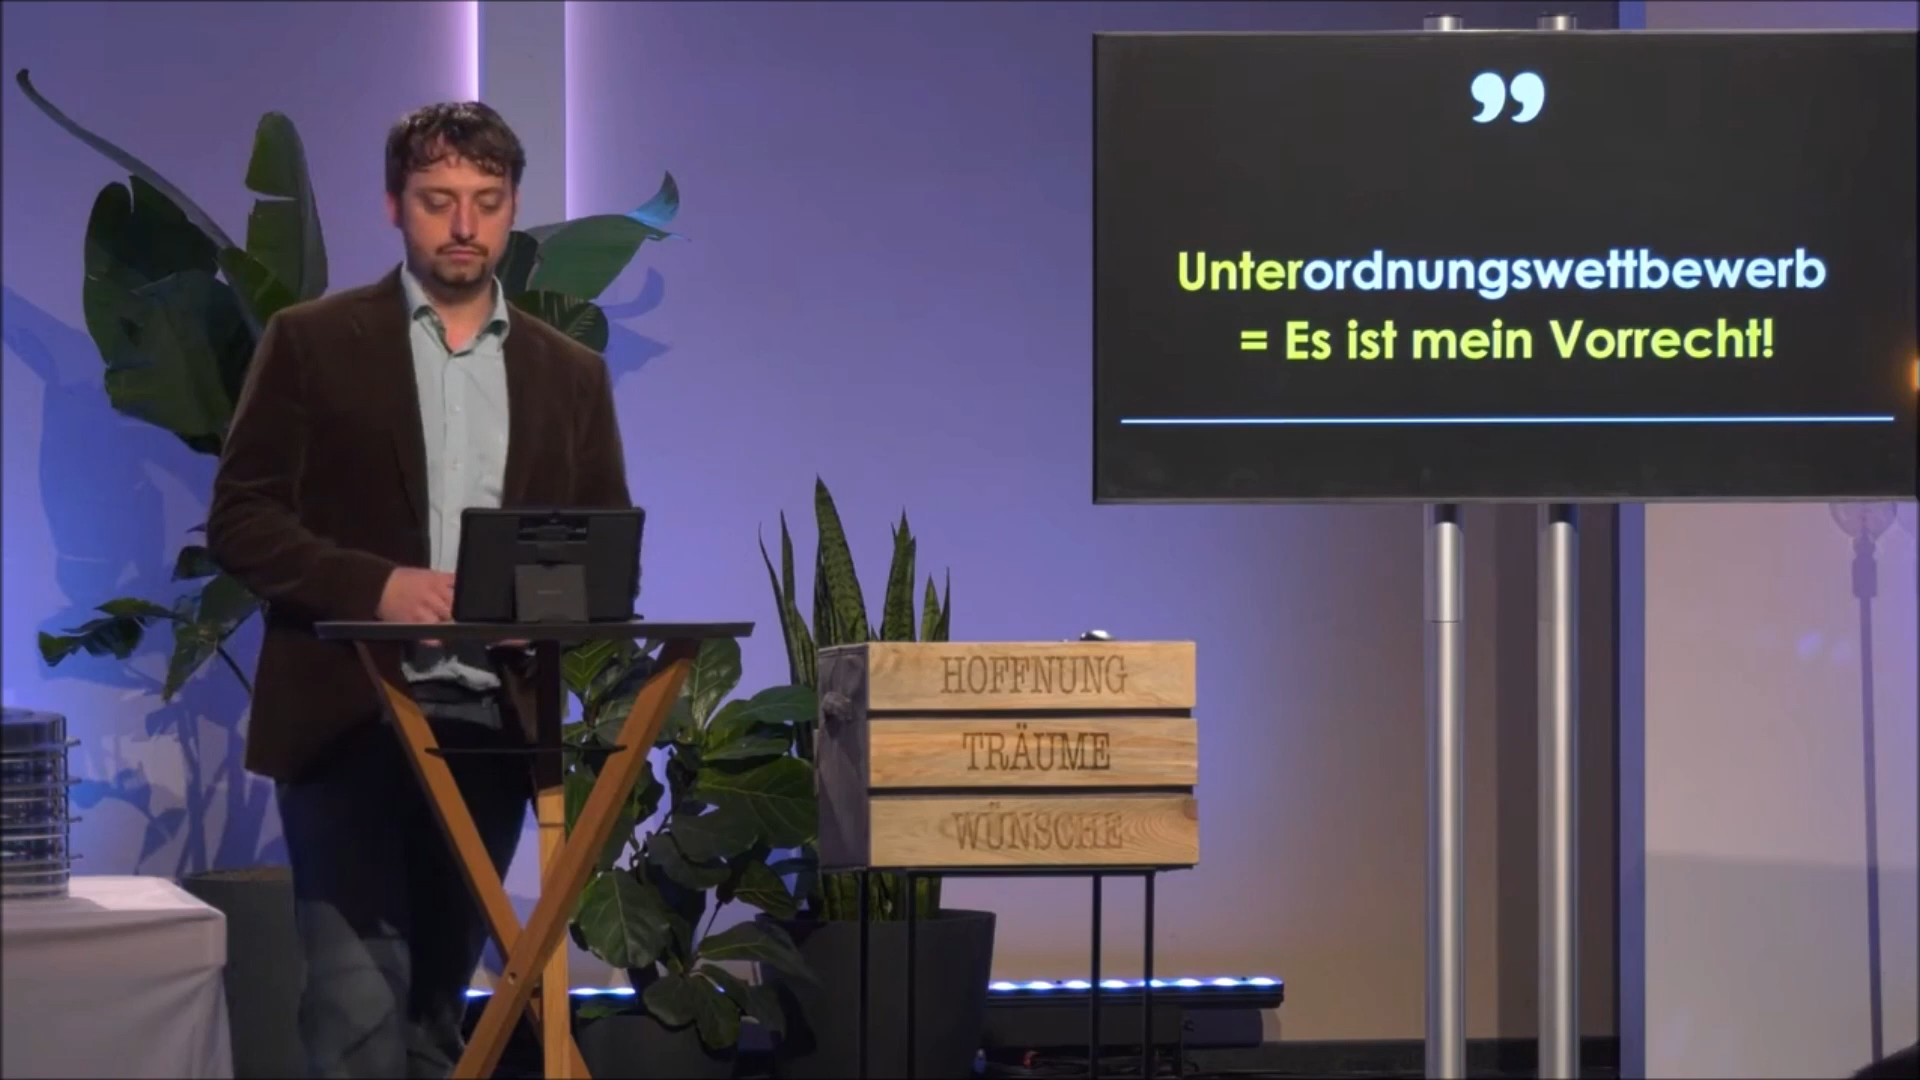 ”
Unterordnungswettbewerb
= Es ist mein Vorrecht!
HOFFNUNG
TRÄUME
WÜNSCHE